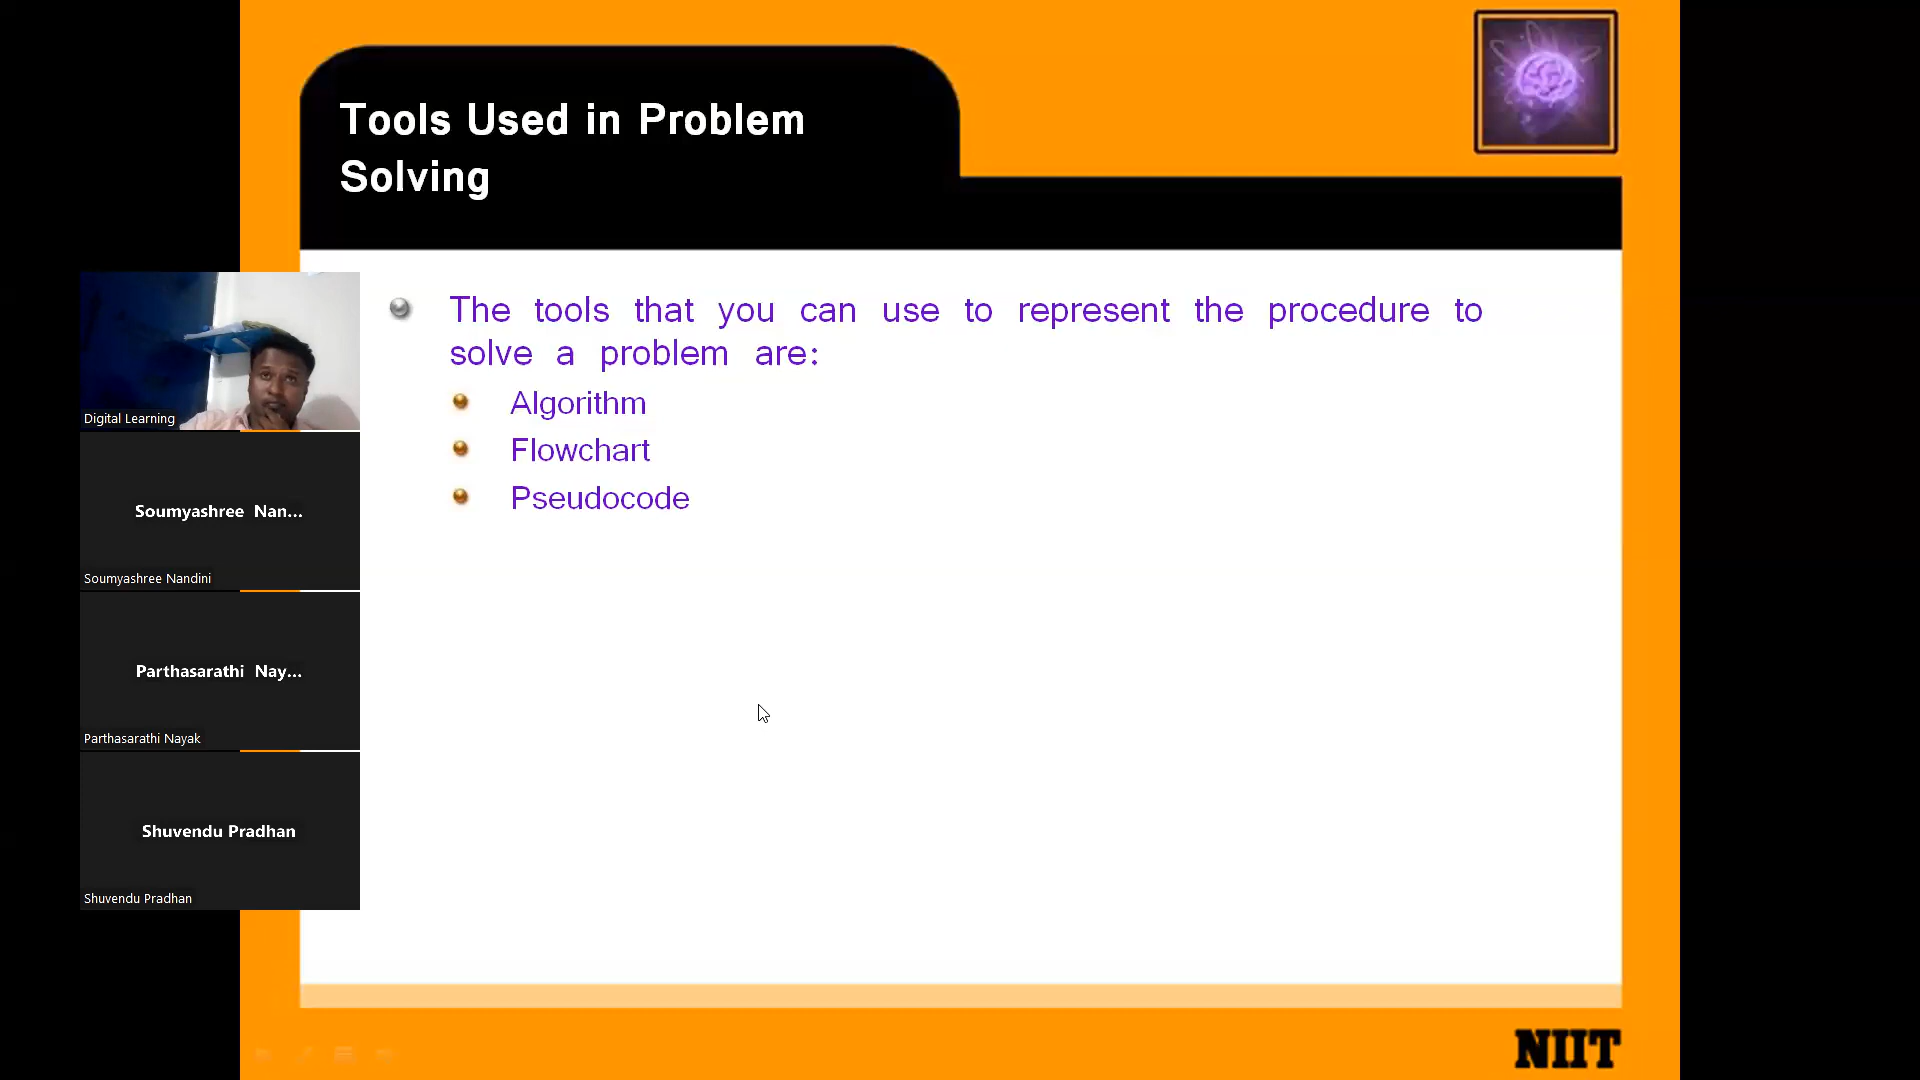 Tools Used in Problem
Solving
The tools that you can use to represent the procedure to
solve a problem are:
Algorithm
Flowchart
Pseudocode
Digital Learning
Soumyashree Nan...
Soumyashree Nandini
Parthasarathi Nay...
Parthasarathi Nayak
Shuvendu Pradhan
Shuvendu Pradhan
NIIT